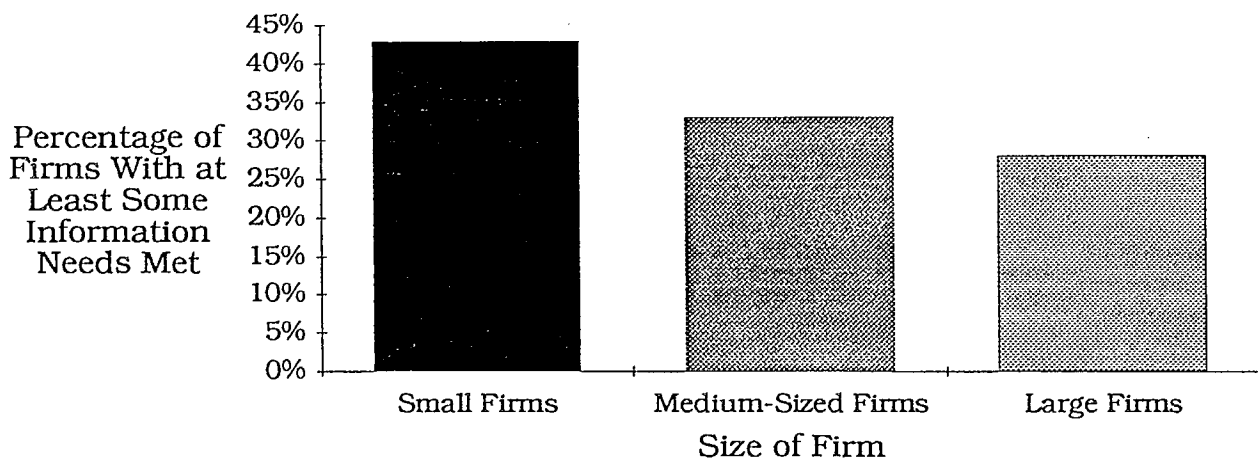 45%
40%
35%
30%
25%
20%
15%
10%
5%
0%
Percentage of
Firms With at
Least Some
Information
Needs Met
Small Firms
Medium-Sized Firms
Large Firms
Size of Firm